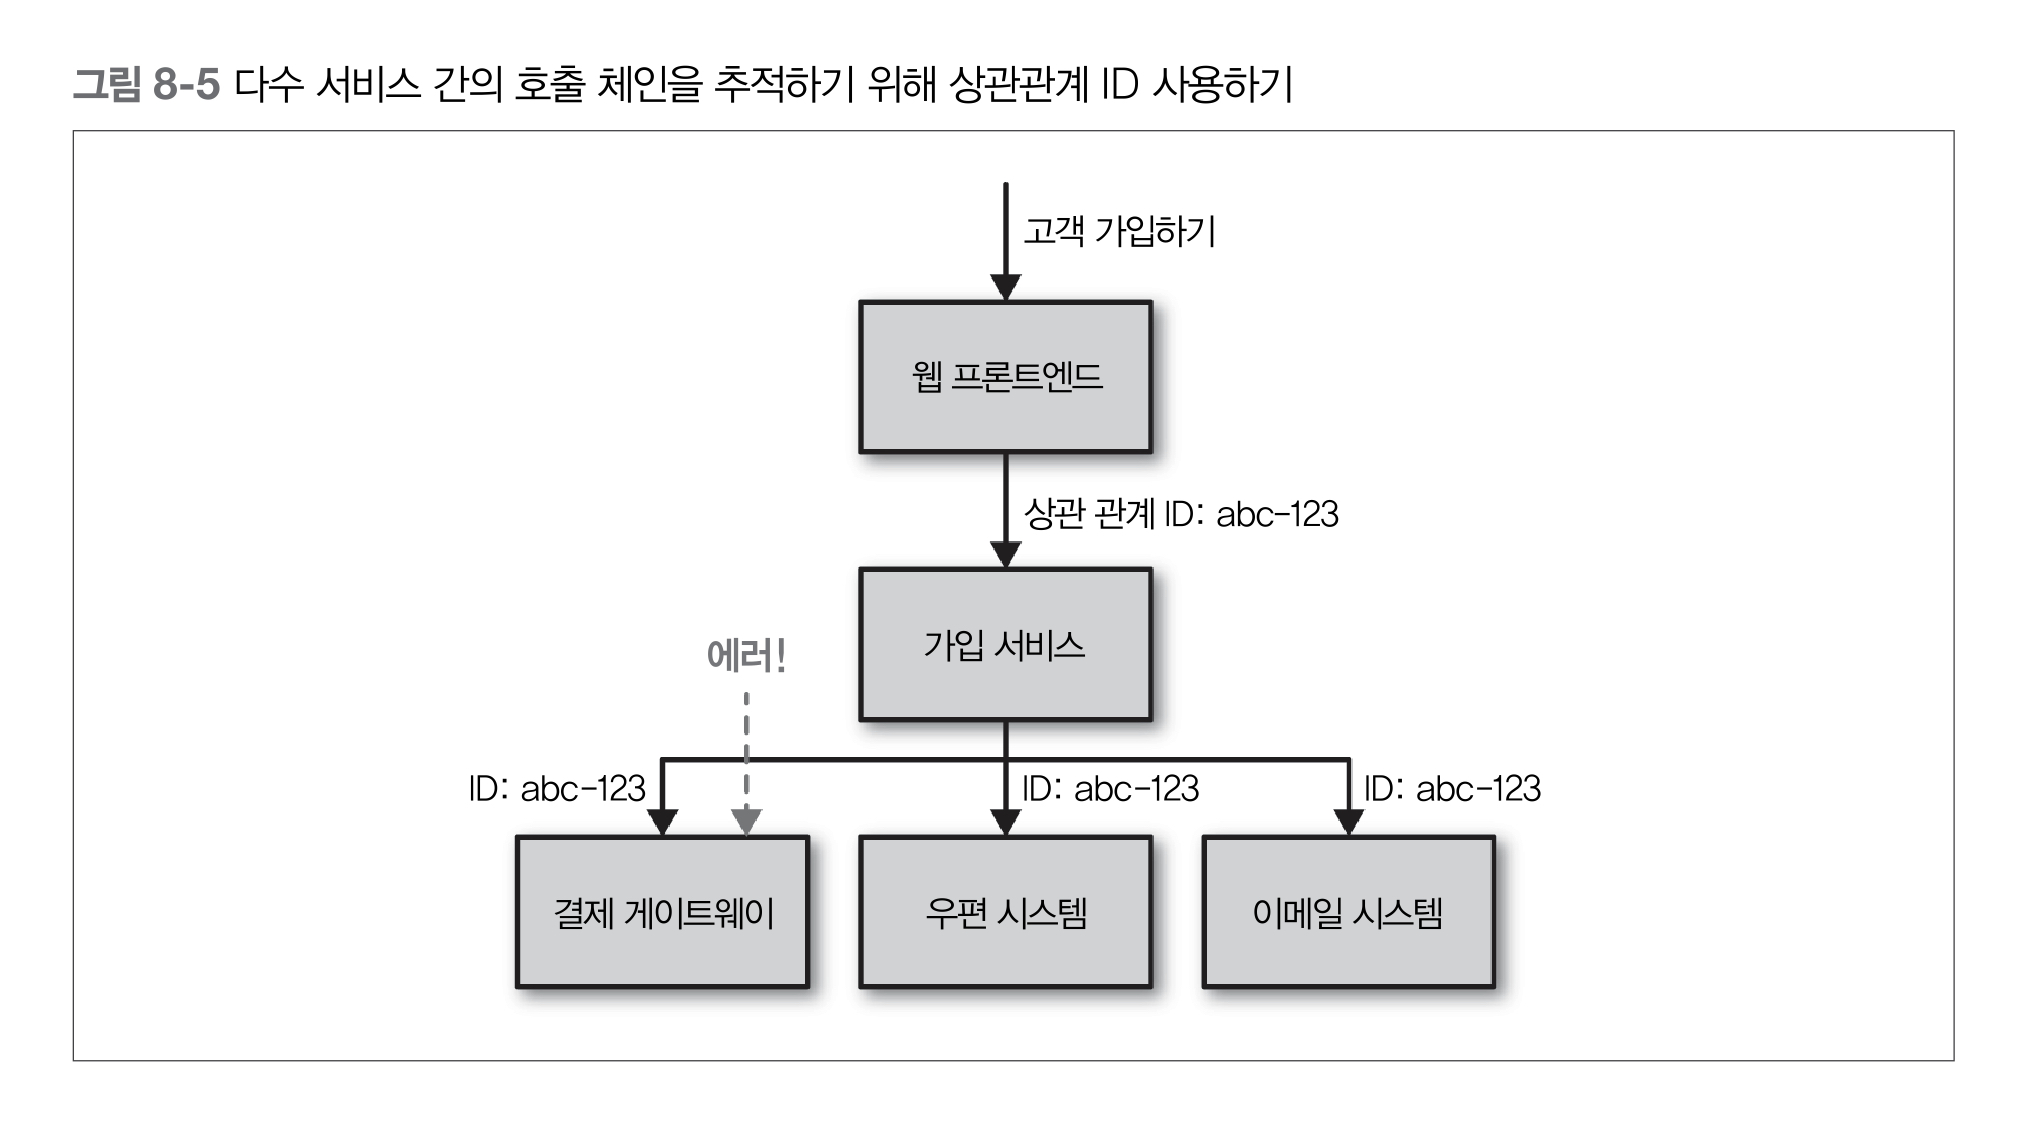 그림 8-5 다수 서비스 간의 호출 체인을 추적하기 위해 상관관계 ID 사용하기
고객 가입하기
웹 프론트엔드
상관 관계 ID: abc-123
가입 서비스
에러!
ID: abc-123
ID: abc-123
ID: abc-123
결제 게이트웨이
우편 시스템
이메일 시스템